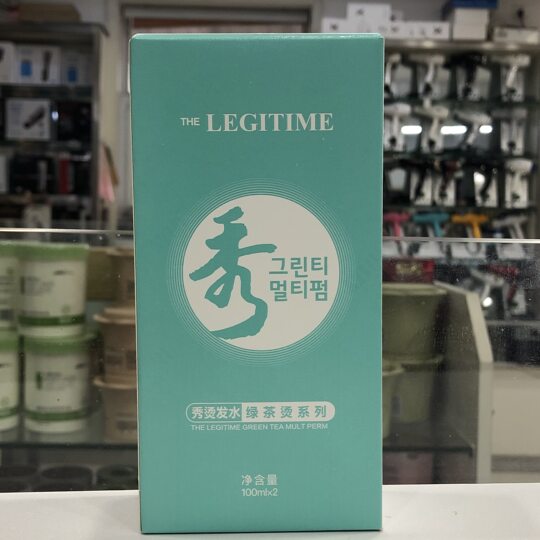 THE LEGITIME
秀
그린티
멀티펌
秀烫发水 绿茶烫系列
THE LEGITIME GREEN TEA MULT PERM
净含量
100ml×2